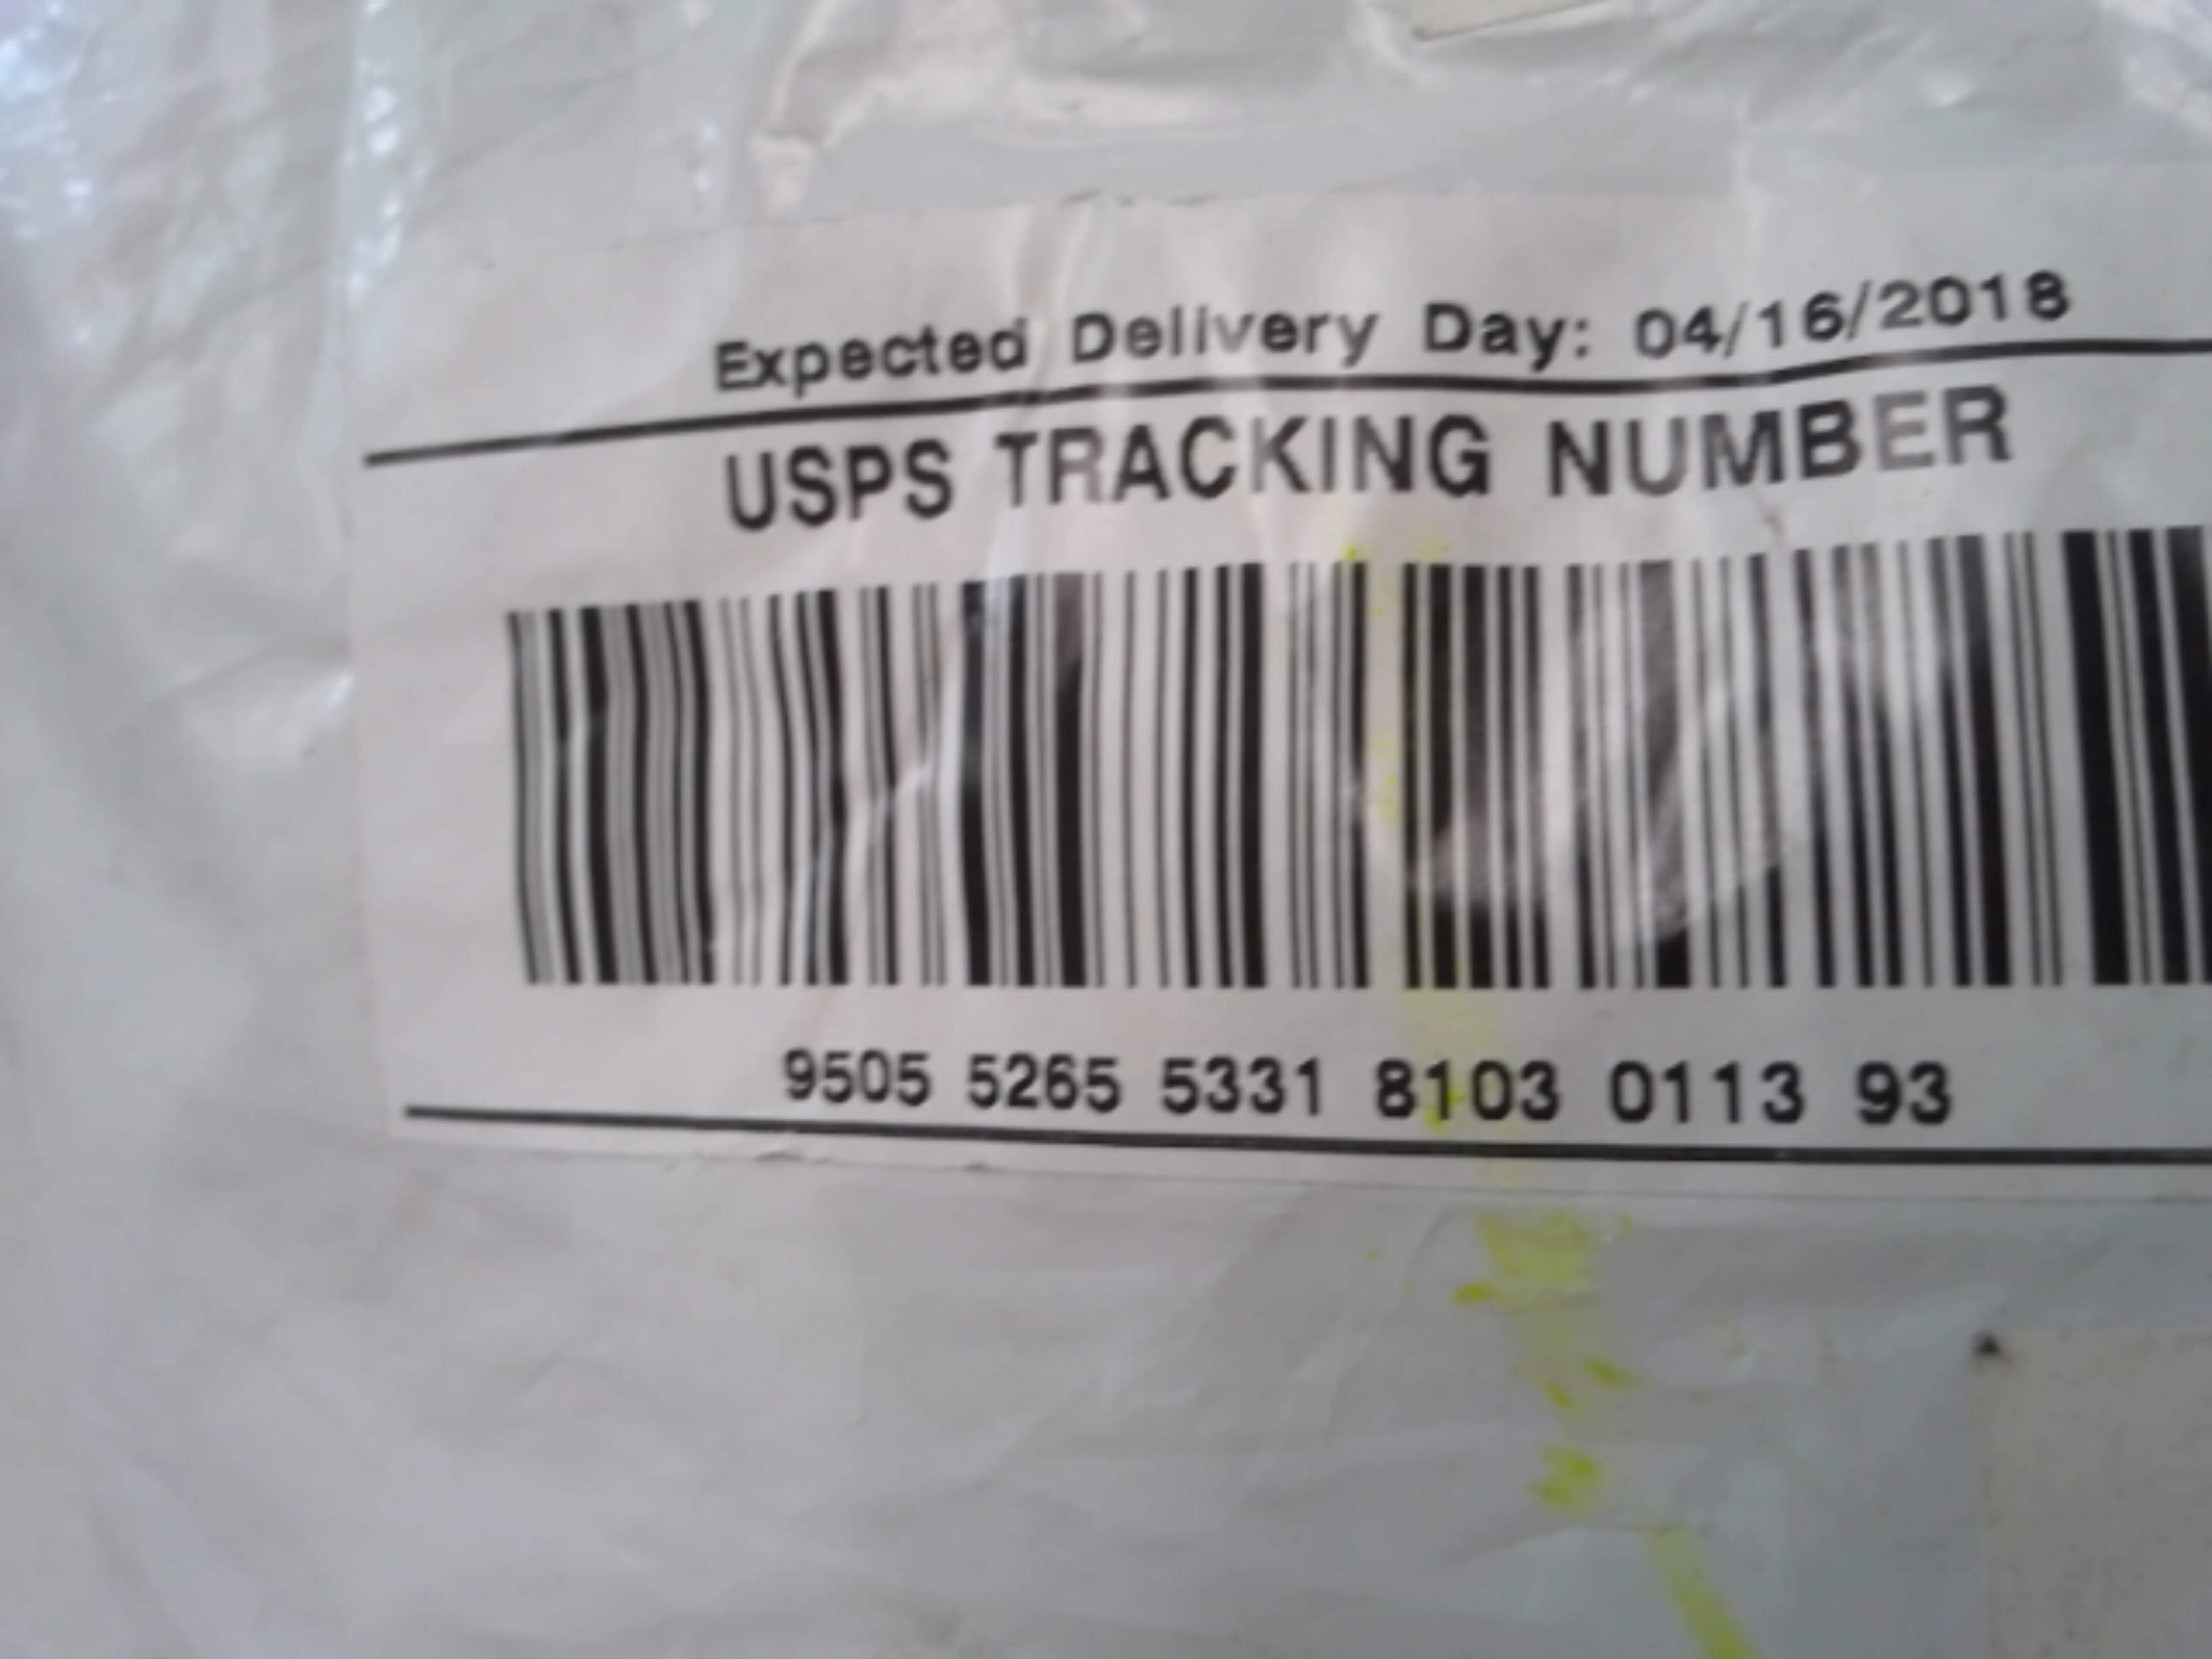 Expected Delivery Day: 04/16/2018
USPS TRACKING NUMBER
9505 5265 5331 8103 0113 93